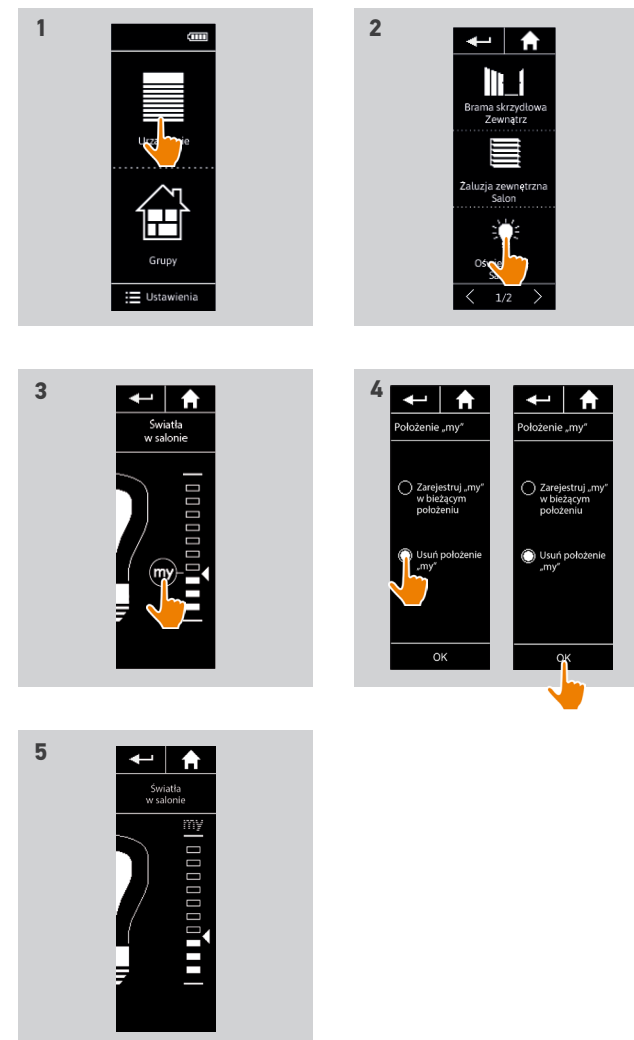 1
Grupy
Ustawienia
2
Brama skrzydłowa
Zewnątrz
Żaluzja zewnętrzna
Salon
1/2
3
Światła
w salonie
my
4
Położenie „my"
Zarejestruj „my"
w bieżącym
położeniu
Usuń położenie
„my"
OK
Położenie „my"
Zarejestruj „my"
w bieżącym
położeniu
Usuń położenie
„my"
OK
5
Światła
w salonie
my